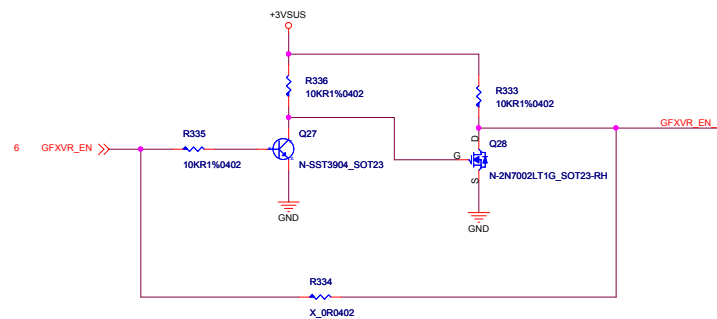 +3VSUS
R336
10KR1%0402
R333
10KR1%0402
6 GFXVR_EN
R335
10KR1%0402
Q27
N-SST3904_SOT23
GFXVR_EN_
D
G
S
Q28
N-2N7002LT1G_SOT23-RH
GND
GND
R334
X_0R0402